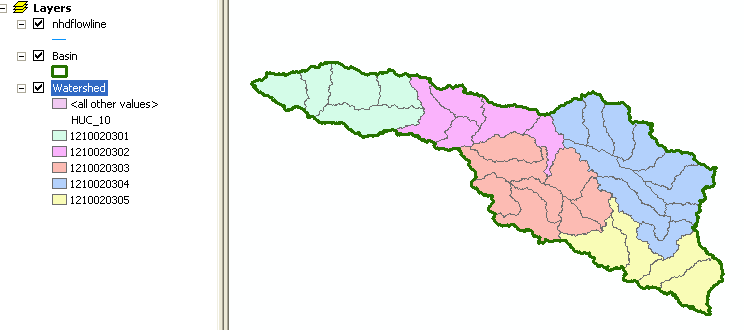 Layers
nhdflowline
Basin
Watershed
<all other values>
HUC_10
1210020301
1210020302
1210020303
1210020304
1210020305